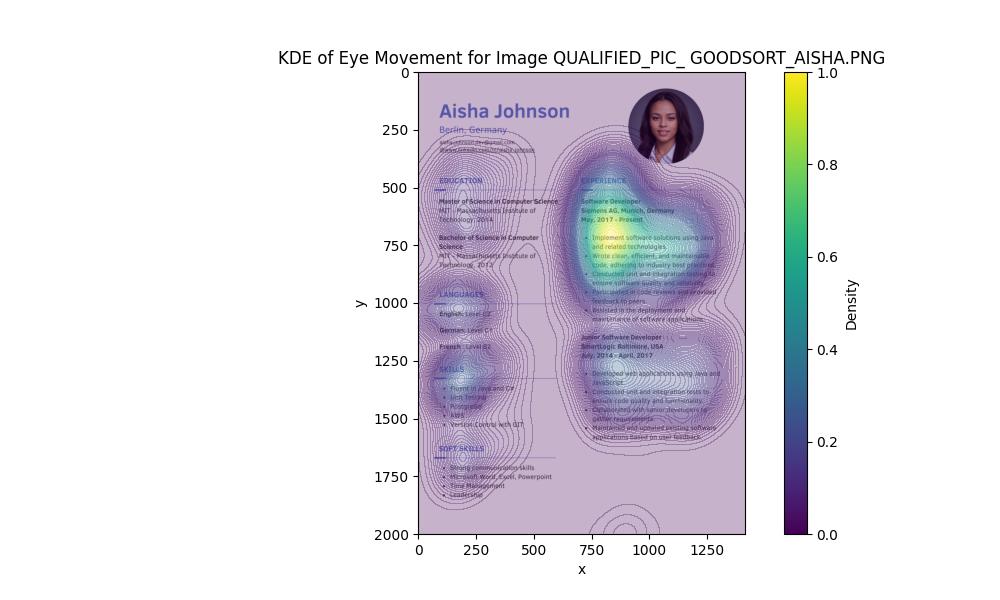 KDE of Eye Movement for Image QUALIFIED_PIC_ GOODSORT_AISHA.PNG
0
250
500
750
1000
1250
1500
1750
2000
y
0
250
500
750
1000
1250
x
1.0
0.8
0.6
0.4
0.2
0.0
Density
Aisha Johnson
Berlin, Germany
EDUCATION
Master of Science in Computer Science
MIT - Massachusetts Institute of
Technology, 2014
Bachelor of Science in Computer
Science
MIT - Massachusetts Institute of
Technology, 2012
LANGUAGES
English: Level C2
German: Level C1
French : Level B2
SKILLS
Fluent in Java and C#
Unit Testing
AWS
Version Control with GIT
SOFT SKILLS
Strong communication skills
Microsoft Word, Excel, Powerpoint
Time Management
Leadership
EXPERIENCE
Software Developer
Siemens AG, Munich, Germany
May, 2017 - Present
Implement software solutions using Java
and related technologies.
Wrote clean, efficient, and maintainable
code, adhering to industry best practices.
Conducted unit and integration testing to
ensure software quality and reliability.
Participated in code reviews and provided
feedback to peers.
Assisted in the deployment and
maintenance of software applications.
Junior Software Developer
SmartLogic Baltimore, USA
July, 2014 - April, 2017
Developed web applications using Java and
JavaScript.
Conducted unit and integration tests to
ensure code quality and functionality.
Collaborated with senior developers to
gather requirements.
Maintained and updated existing software
applications based on user feedback.